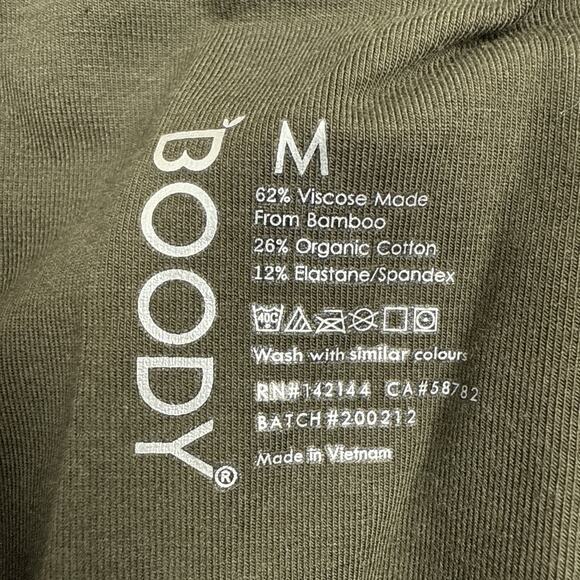 BOODY®
M
62% Viscose Made
From Bamboo
26% Organic Cotton
12% Elastane/Spandex
40C
Wash with similar colours
RN#142144 CA#58782
BATCH#200212
Made in Vietnam